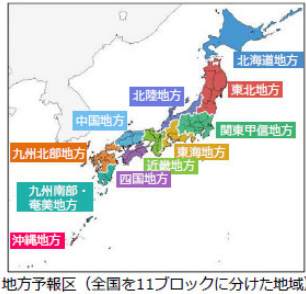 北海道地方
東北地方
北陸地方
関東甲信地方
中国地方
東海地方
九州北部地方
近畿地方
四国地方
九州南部・
奄美地方
沖縄地方
地方予報区（全国を11ブロックに分けた地域）